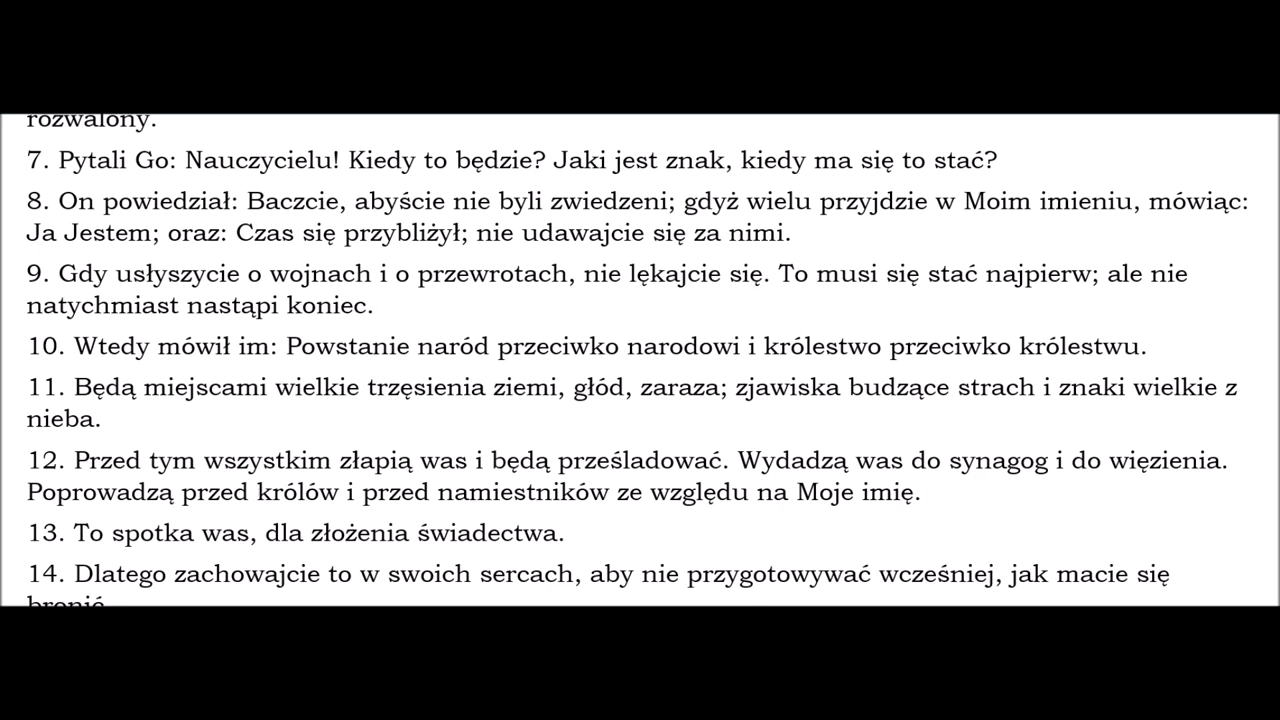 rozwalony.
7. Pytali Go: Nauczycielu! Kiedy to będzie? Jaki jest znak, kiedy ma się to stać?
8. On powiedział: Baczcie, abyście nie byli zwiedzeni; gdyż wielu przyjdzie w Moim imieniu, mówiąc:
Ja Jestem; oraz: Czas się przybliżył; nie udawajcie się za nimi.
9. Gdy usłyszycie o wojnach i o przewrotach, nie lękajcie się. To musi się stać najpierw; ale nie
natychmiast nastąpi koniec.
10. Wtedy mówił im: Powstanie naród przeciwko narodowi i królestwo przeciwko królestwu.
11. Będą miejscami wielkie trzęsienia ziemi, głód, zaraza; zjawiska budzące strach i znaki wielkie z
nieba.
12. Przed tym wszystkim złapią was i będą prześladować. Wydadzą was do synagog i do więzienia.
Poprowadzą przed królów i przed namiestników ze względu na Moje imię.
13. To spotka was, dla złożenia świadectwa.
14. Dlatego zachowajcie to w swoich sercach, aby nie przygotowywać wcześniej, jak macie się
bronić.